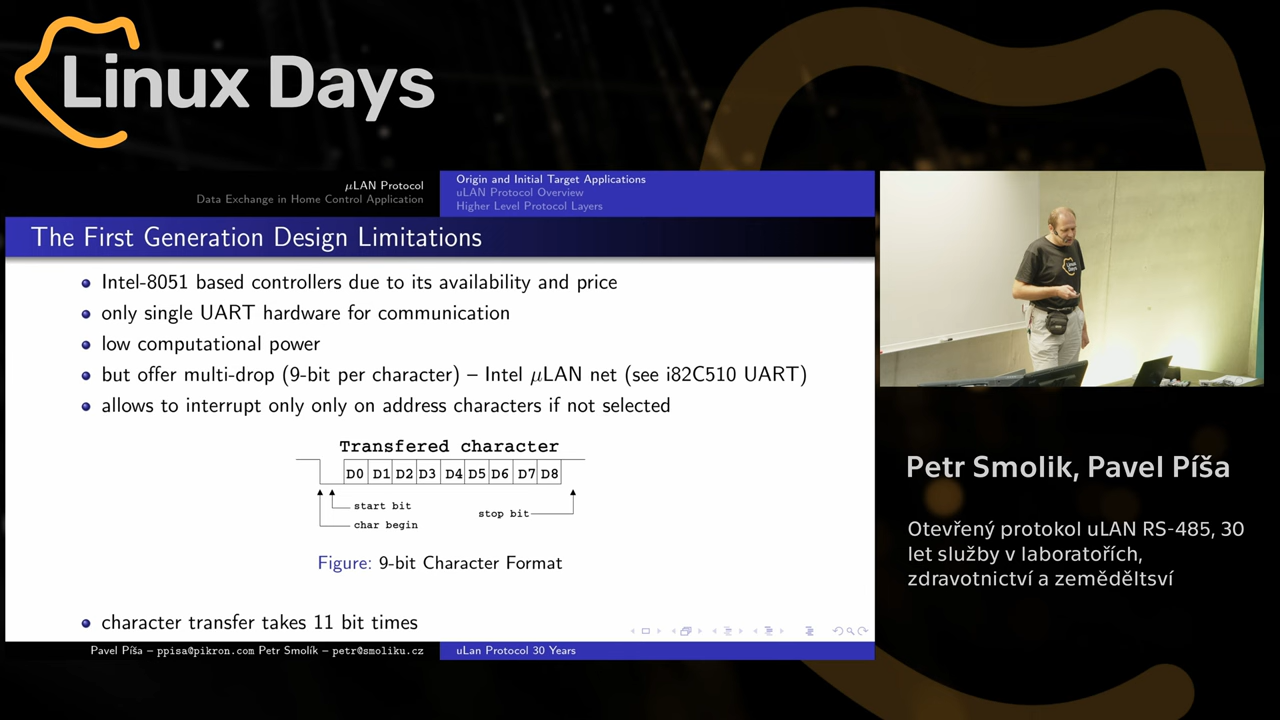 Linux Days
μLAN Protocol
Data Exchange in Home Control Application
Origin and Initial Target Applications
uLAN Protocol Overview
Higher Level Protocol Layers
The First Generation Design Limitations
Intel-8051 based controllers due to its availability and price
only single UART hardware for communication
low computational power
but offer multi-drop (9-bit per character) – Intel μLAN net (see i82C510 UART)
allows to interrupt only only on address characters if not selected
Transfered character
D0 D1 D2 D3 D4 D5 D6 D7 D8
start bit
stop bit
char begin
Figure: 9-bit Character Format
character transfer takes 11 bit times
Pavel Píša – ppisa@pikron.com Petr Smolík – petr@smoliku.cz
uLan Protocol 30 Years
Linux
Days
Petr Smolik, Pavel Píša
Otevřený protokol uLAN RS-485, 30
let služby v laboratořích,
zdravotnictví a zeměděltsví